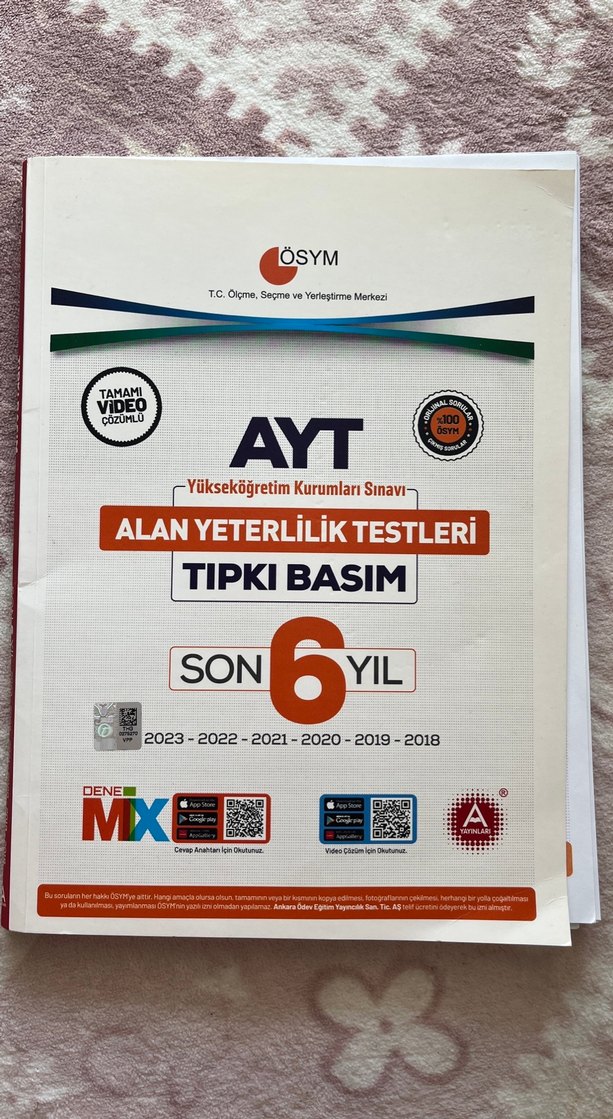 ÖSYM
T.C. Ölçme, Seçme ve Yerleştirme Merkezi
TAMAMI
VİDEO
ÇÖZÜMLÜ
ORİJİNAL SORULAR
%100
ÖSYM
ÇIKMIŞ SORULAR
AYT
Yükseköğretim Kurumları Sınavı
ALAN YETERLİLİK TESTLERİ
TIPKI BASIM
SON 6 YIL
2023 - 2022 - 2021 - 2020 - 2019 - 2018
VPP
DENE
MİX
App Store
Google play
AppGallery
Cevap Anahtarı İçin Okutunuz.
App Store
Google play
AppGallery
Video Çözüm İçin Okutunuz.
A
YAYINLARI
®
Bu soruların her hakkı ÖSYM'ye aittir. Hangi amaçla olursa olsun, tamamının veya bir kısmının kopya edilmesi, fotoğraflarının çekilmesi, herhangi bir yolla çoğaltılması
ya da kullanılması, yayımlanması ÖSYM'nin yazılı izni olmadan yapılamaz. Ankara Ödev Eğitim Yayıncılık San. Tic. AŞ telif ücretini ödeyerek bu izni almıştır.